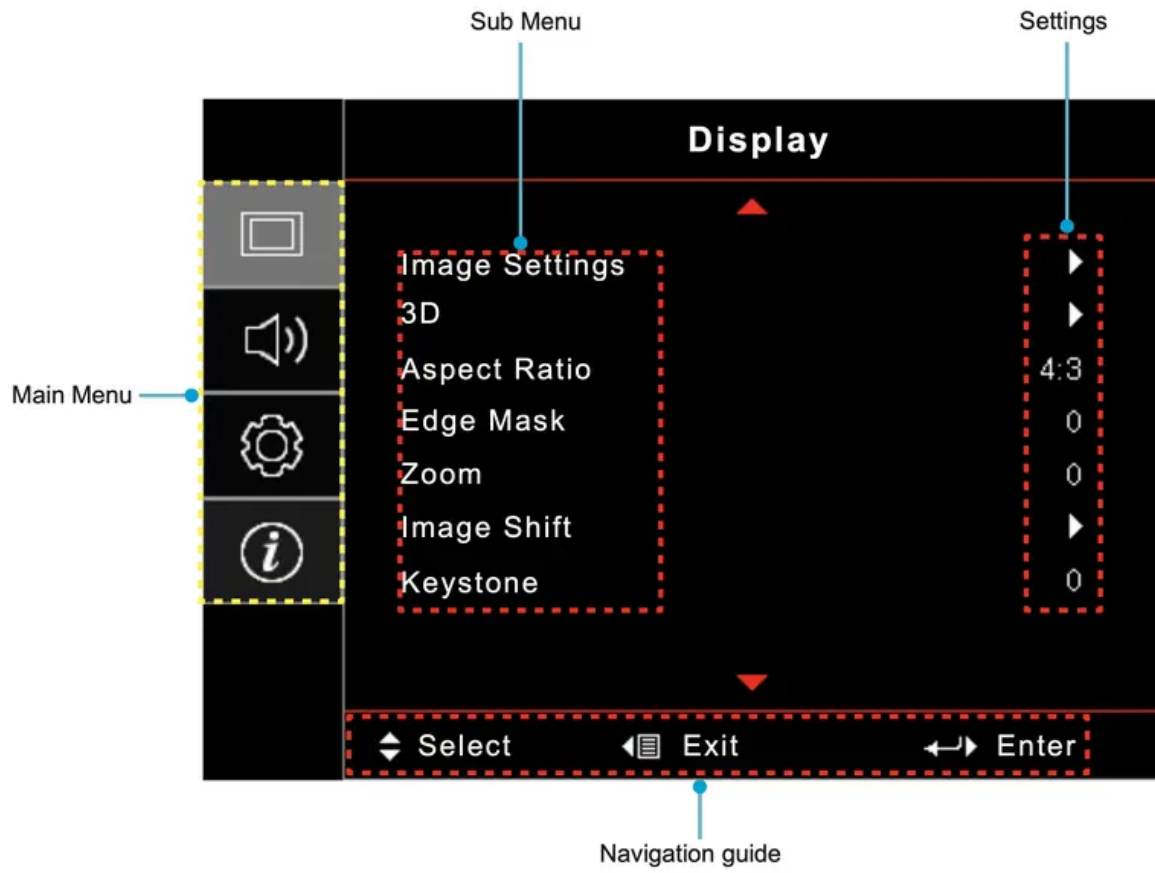 Sub Menu
Settings
Display
Image Settings
3D
Aspect Ratio 4:3
Edge Mask 0
Zoom 0
Image Shift
Keystone 0
Main Menu
i
Select Exit Enter
Navigation guide